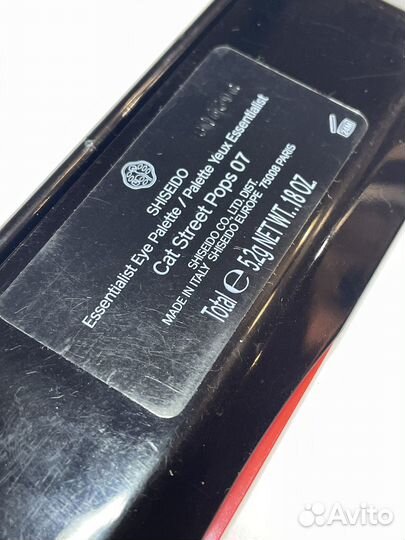 SHISEIDO
Essentialist Eye Palette / Palette Yeux Essentialist
Cat Street Pops 07
SHISEIDO CO., LTD. DIST.
MADE IN ITALY SHISEIDO EUROPE 75008 PARIS
Total ℮ 5.2g NET WT. .18 OZ
24M
Avito